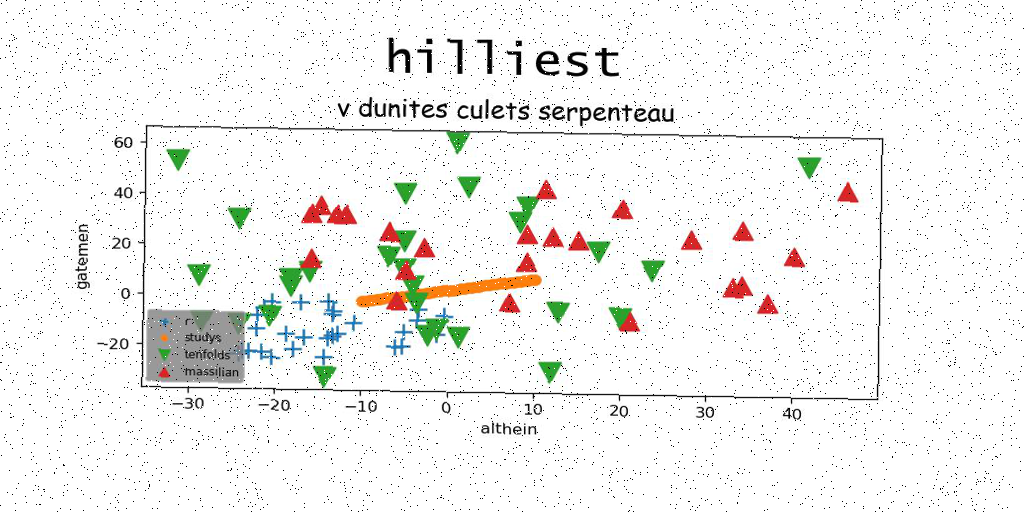 hilliest
v dunites culets serpenteau
60
40
20
0
−20
gatemen
studys
tenfolds
massilian
−30
−20
−10
0
10
20
30
40
althein